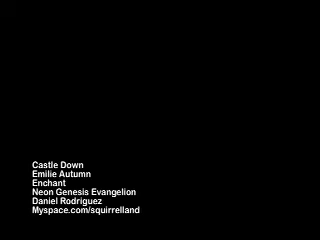 Castle Down
Emilie Autumn
Enchant
Neon Genesis Evangelion
Daniel Rodriguez
Myspace.com/squirrelland